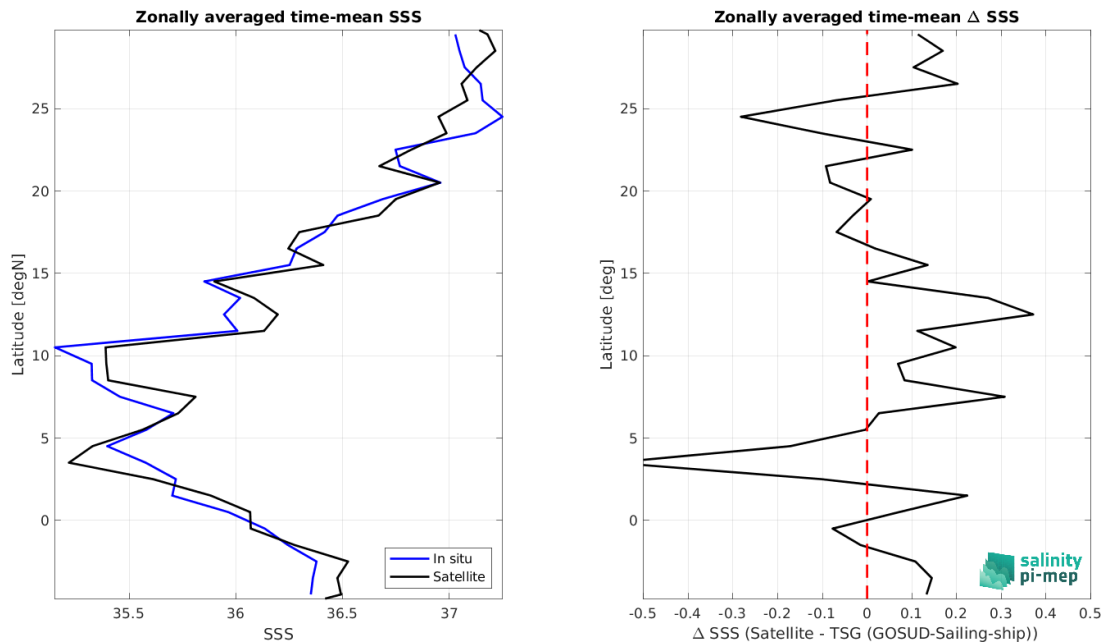 Zonally averaged time-mean SSS
25
20
15
10
5
0
Latitude [degN]
35.5 36 36.5 37
SSS
In situ
Satellite
Zonally averaged time-mean Δ SSS
25
20
15
10
5
0
Latitude [deg]
-0.5 -0.4 -0.3 -0.2 -0.1 0 0.1 0.2 0.3 0.4 0.5
Δ SSS (Satellite - TSG (GOSUD-Sailing-ship))
salinity
pi-mep